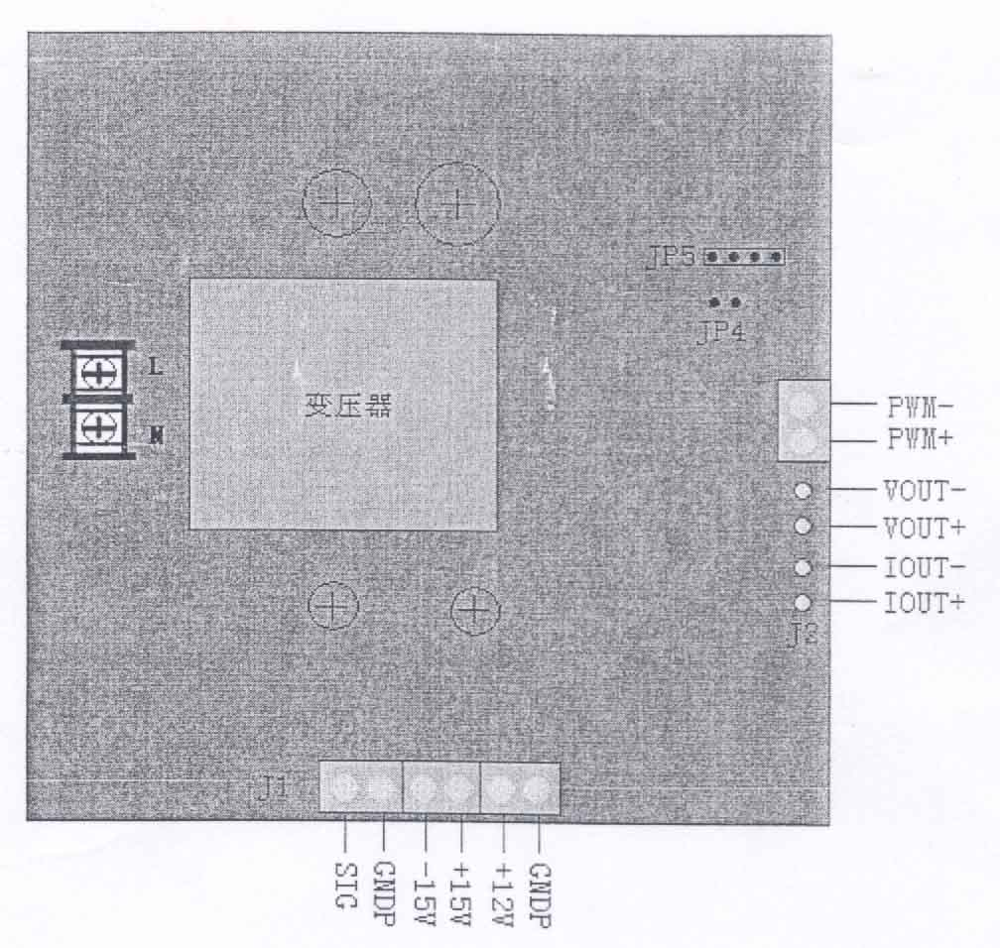 JP5
JP4
L
变压器
N
PWM-
PWM+
VOUT-
VOUT+
IOUT-
IOUT+
J2
J1
SIG
GNDP
-15V
+15V
+12V
GNDP